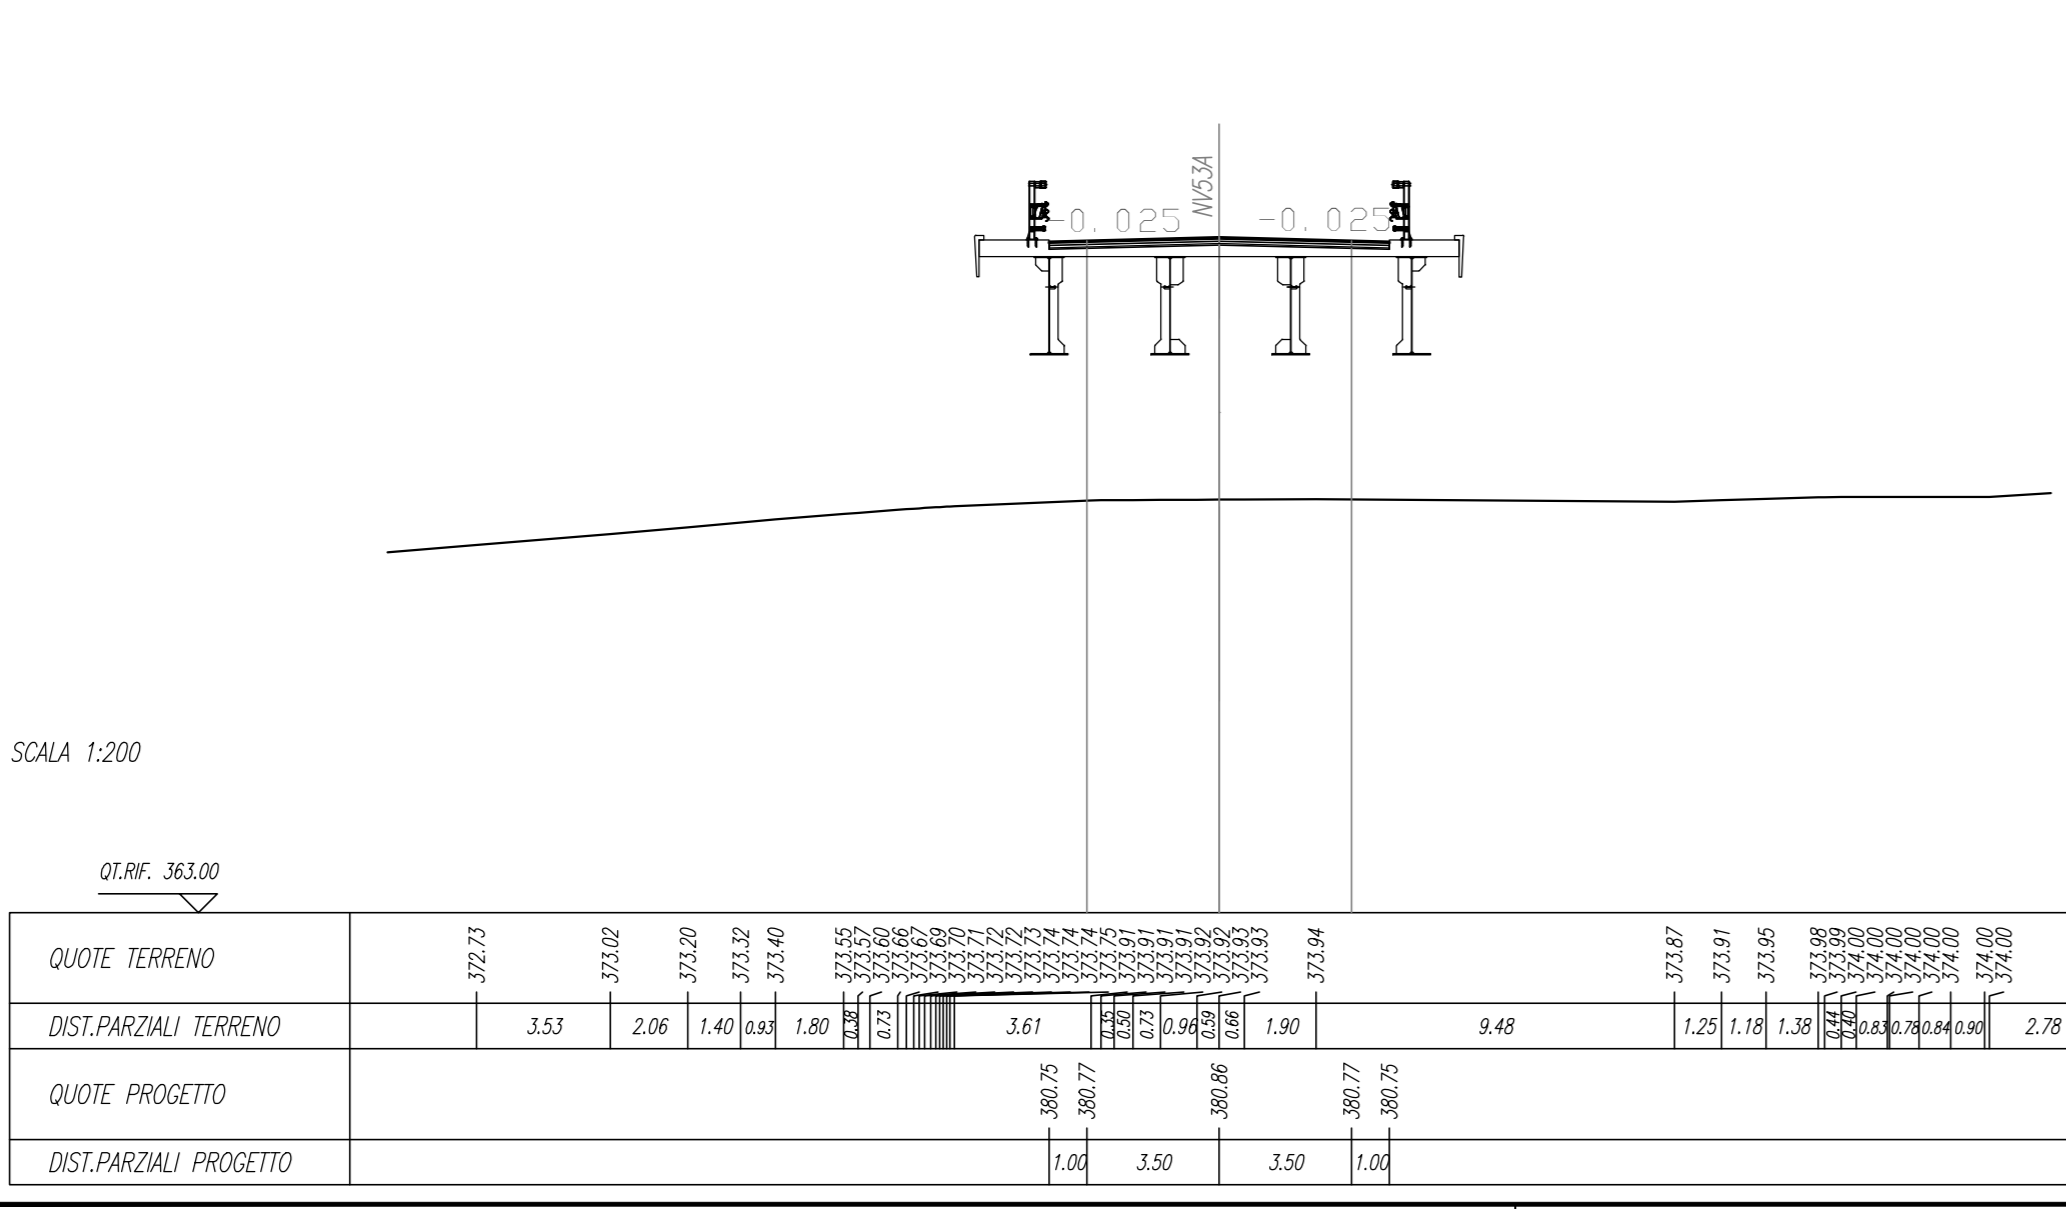 NV53A
-0.025 -0.025
SCALA 1:200
QT.RIF. 363.00
QUOTE TERRENO 372.73 373.02 373.20 373.32 373.40 373.55 373.57 373.60 373.66 373.67 373.69 373.70 373.71 373.72 373.72 373.73 373.74 373.74 373.74 373.75 373.91 373.91 373.91 373.91 373.92 373.92 373.93 373.93 373.94 373.87 373.91 373.95 373.98 373.99 374.00 374.00 374.00 374.00 374.00 374.00 374.00 374.00
DIST.PARZIALI TERRENO 3.53 2.06 1.40 0.93 1.80 0.38 0.73 3.61 0.35 0.50 0.73 0.96 0.59 0.66 1.90 9.48 1.25 1.18 1.38 0.44 0.40 0.83 0.78 0.84 0.90 2.78
QUOTE PROGETTO 380.75 380.77 380.86 380.77 380.75
DIST.PARZIALI PROGETTO 1.00 3.50 3.50 1.00